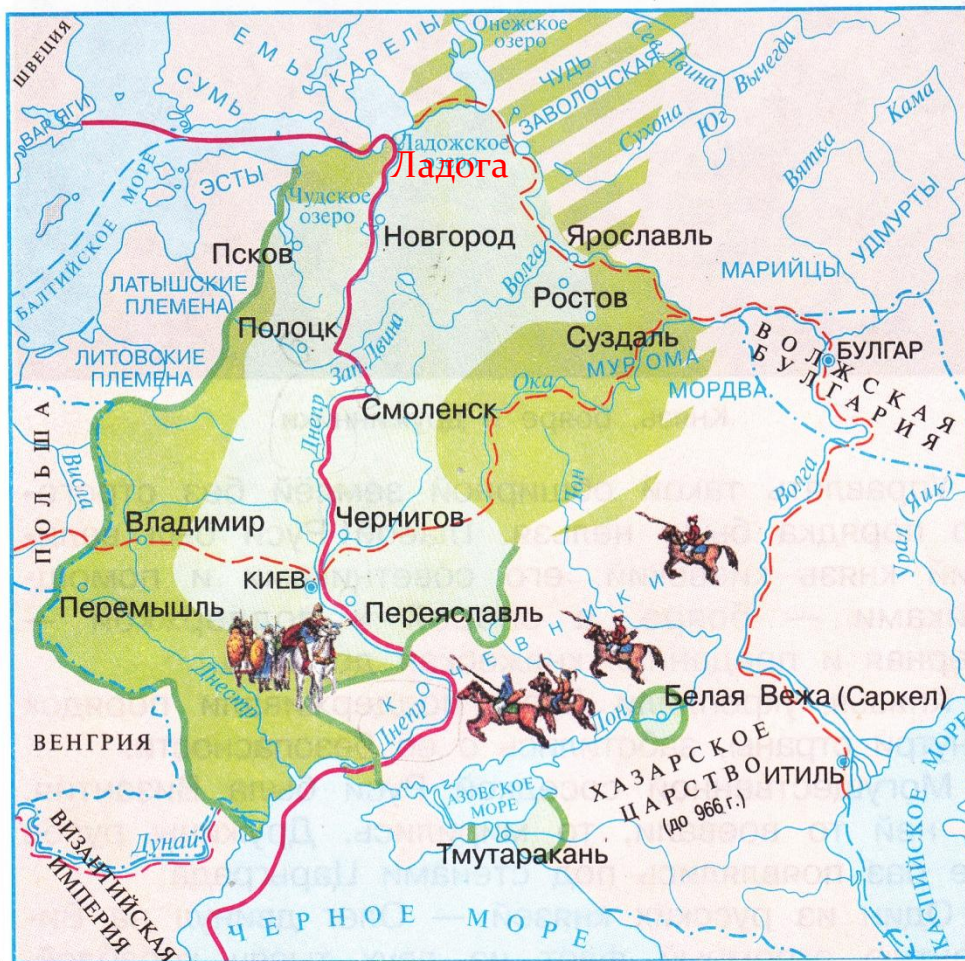 ШВЕЦИЯ
ВАРЯГИ
СУМЬ
ЕМЬ
КАРЕЛЫ
Онежское
озеро
ЧУДЬ
ЗАВОЛОЧСКАЯ
Сев. Двина
Вычегда
Сухона
Юг
Кама
Вятка
УДМУРТЫ
Ладожское
озеро
Ладога
БАЛТИЙСКОЕ МОРЕ
ЭСТЫ
Чудское
озеро
Псков
Новгород
Волга
Ярославль
МАРИЙЦЫ
ЛАТЫШСКИЕ
ПЛЕМЕНА
Ростов
Полоцк
Зап. Двина
Суздаль
МУРОМА
МОРДВА
ВОЛЖСКАЯ
БУЛГАРИЯ
БУЛГАР
ЛИТОВСКИЕ
ПЛЕМЕНА
Ока
Смоленск
Днепр
ПОЛЬША
Висла
Дон
Волга
Урал (Яик)
Владимир
Чернигов
КИЕВ
Перемышль
Переяславль
КОЧЕВНИКИ
Днестр
Днепр
Дон
Белая Вежа (Саркел)
ВЕНГРИЯ
ХАЗАРСКОЕ
ЦАРСТВО
(до 966 г.)
ИТИЛЬ
АЗОВСКОЕ
МОРЕ
Тмутаракань
Дунай
ВИЗАНТИЙСКАЯ
ИМПЕРИЯ
ЧЕРНОЕ МОРЕ
КАСПИЙСКОЕ МОРЕ